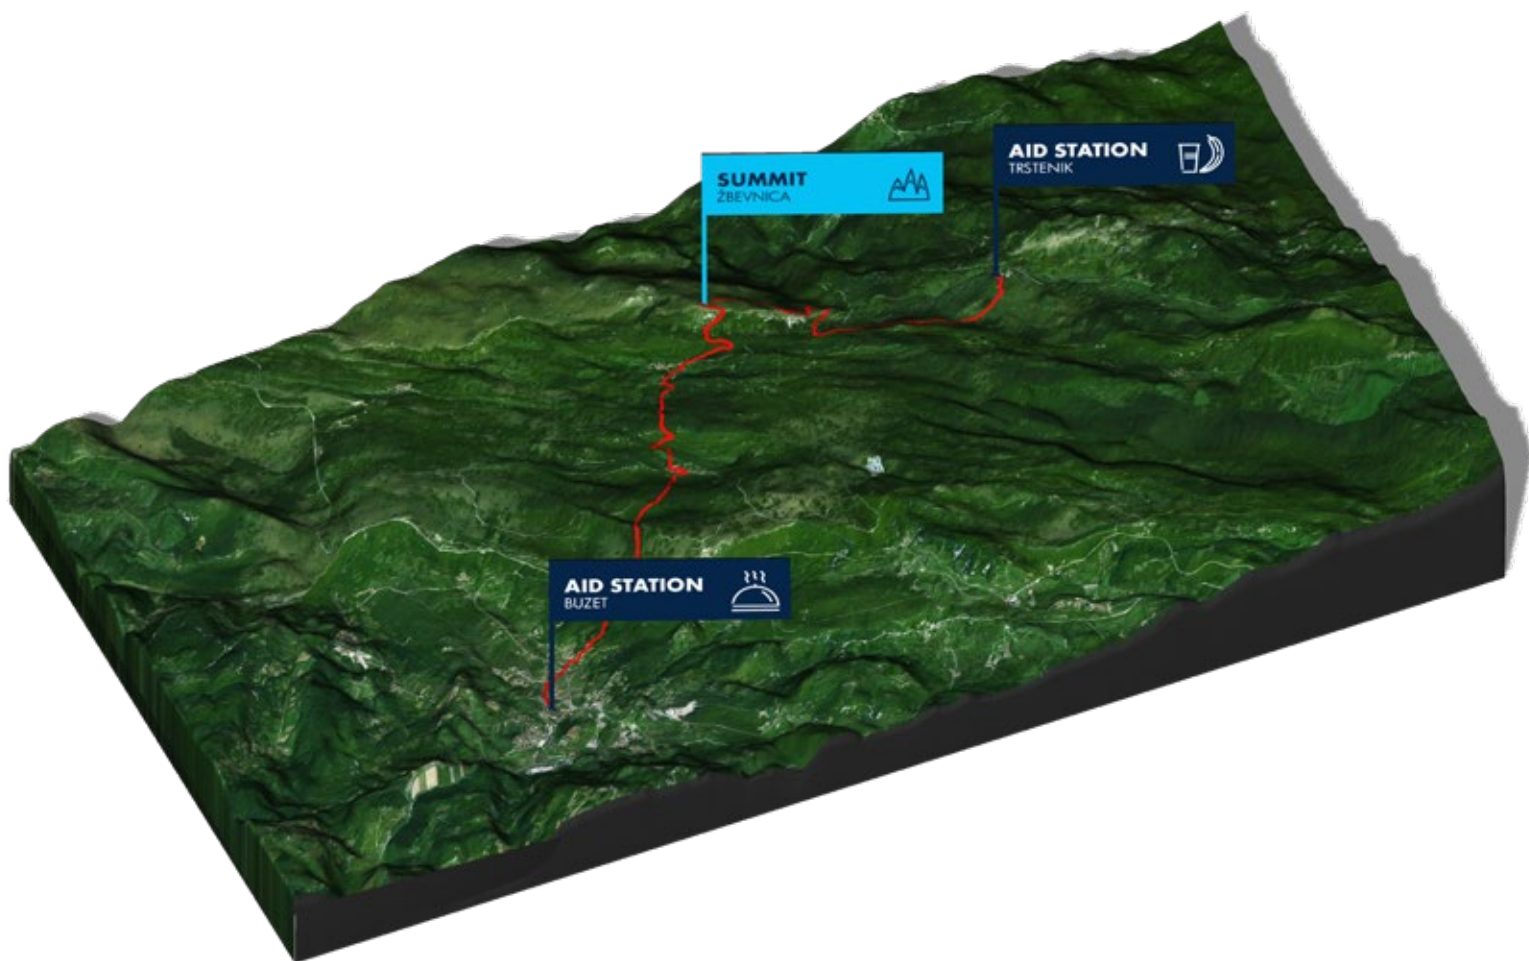 AID STATION
TRSTENIK
SUMMIT
ŽBEVNICA
AID STATION
BUZET